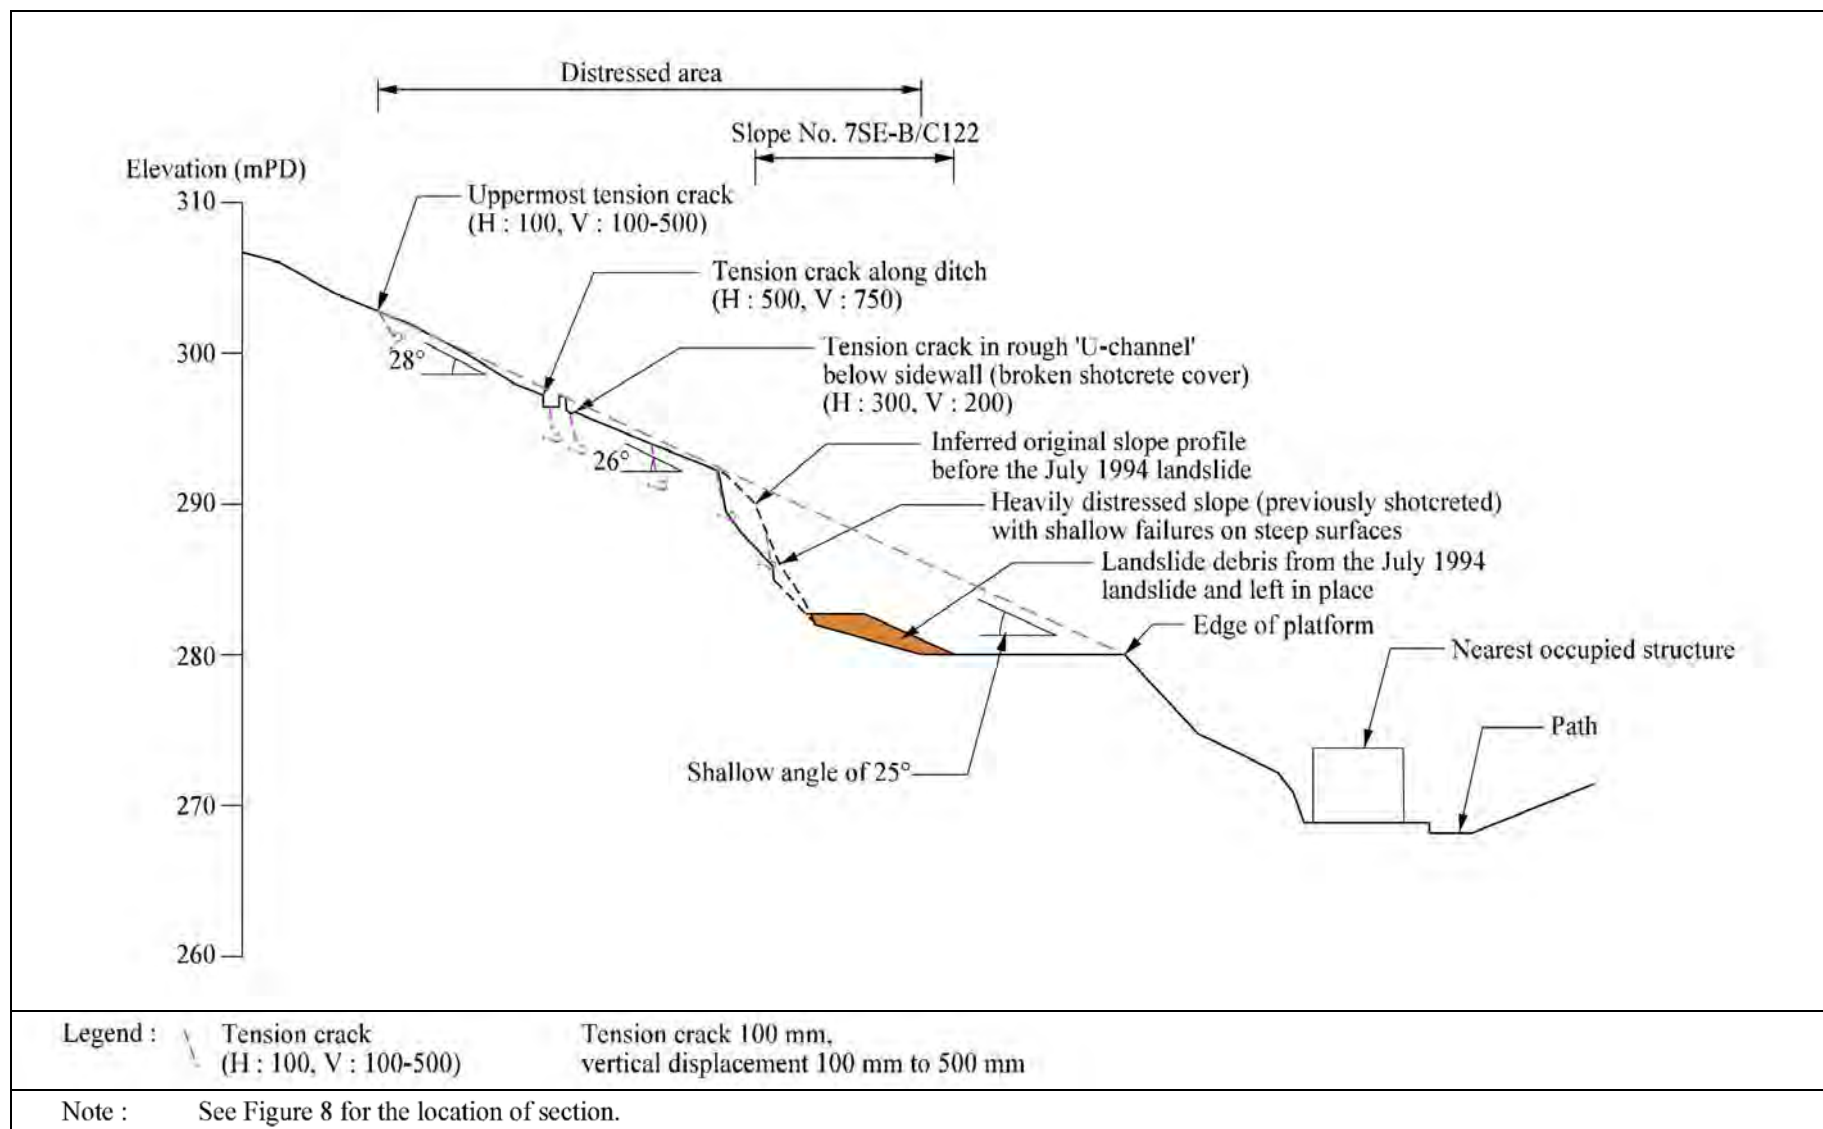 Distressed area
Slope No. 7SE-B/C122
Elevation (mPD)
310
Uppermost tension crack
(H : 100, V : 100-500)
Tension crack along ditch
(H : 500, V : 750)
300
28°
Tension crack in rough 'U-channel'
below sidewall (broken shotcrete cover)
(H : 300, V : 200)
26°
Inferred original slope profile
before the July 1994 landslide
290
Heavily distressed slope (previously shotcreted)
with shallow failures on steep surfaces
Landslide debris from the July 1994
landslide and left in place
Edge of platform
280
Nearest occupied structure
Path
Shallow angle of 25°
270
260
Legend :
Tension crack
(H : 100, V : 100-500)
Tension crack 100 mm,
vertical displacement 100 mm to 500 mm
Note : See Figure 8 for the location of section.